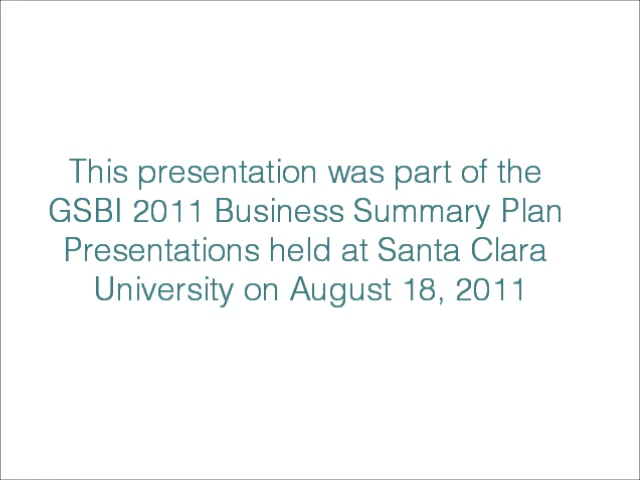 This presentation was part of the
GSBI 2011 Business Summary Plan
Presentations held at Santa Clara
University on August 18, 2011